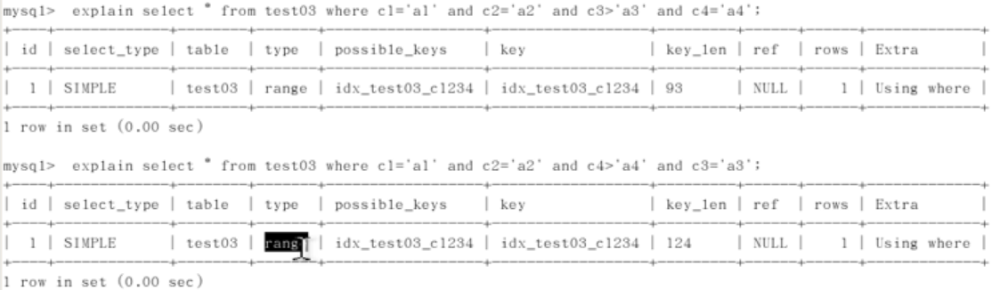 mysql> explain select * from test03 where c1='a1' and c2='a2' and c3>'a3' and c4='a4';
| id | select_type | table | type | possible_keys | key | key_len | ref | rows | Extra |
| 1 | SIMPLE | test03 | range | idx_test03_c1234 | idx_test03_c1234 | 93 | NULL | 1 | Using where |
1 row in set (0.00 sec)
mysql> explain select * from test03 where c1='a1' and c2='a2' and c4>'a4' and c3='a3';
| id | select_type | table | type | possible_keys | key | key_len | ref | rows | Extra |
| 1 | SIMPLE | test03 | range | idx_test03_c1234 | idx_test03_c1234 | 124 | NULL | 1 | Using where |
1 row in set (0.00 sec)